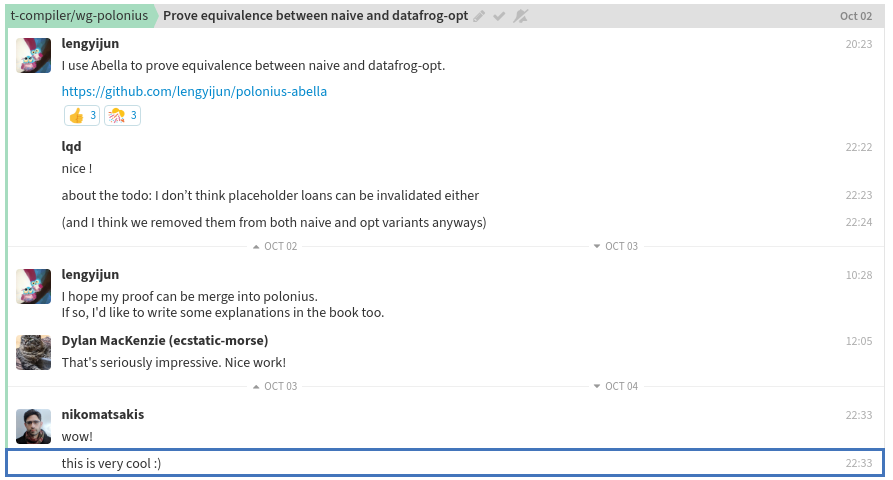 t-compiler/wg-polonius Prove equivalence between naive and datafrog-opt Oct 02
lengyijun 20:23
I use Abella to prove equivalence between naive and datafrog-opt.
https://github.com/lengyijun/polonius-abella
3 3
lqd 22:22
nice !
about the todo: I don’t think placeholder loans can be invalidated either 22:23
(and I think we removed them from both naive and opt variants anyways) 22:24
OCT 02 OCT 03
lengyijun 10:28
I hope my proof can be merge into polonius.
If so, I'd like to write some explanations in the book too.
Dylan MacKenzie (ecstatic-morse) 12:05
That's seriously impressive. Nice work!
OCT 03 OCT 04
nikomatsakis 22:33
wow!
this is very cool :) 22:33